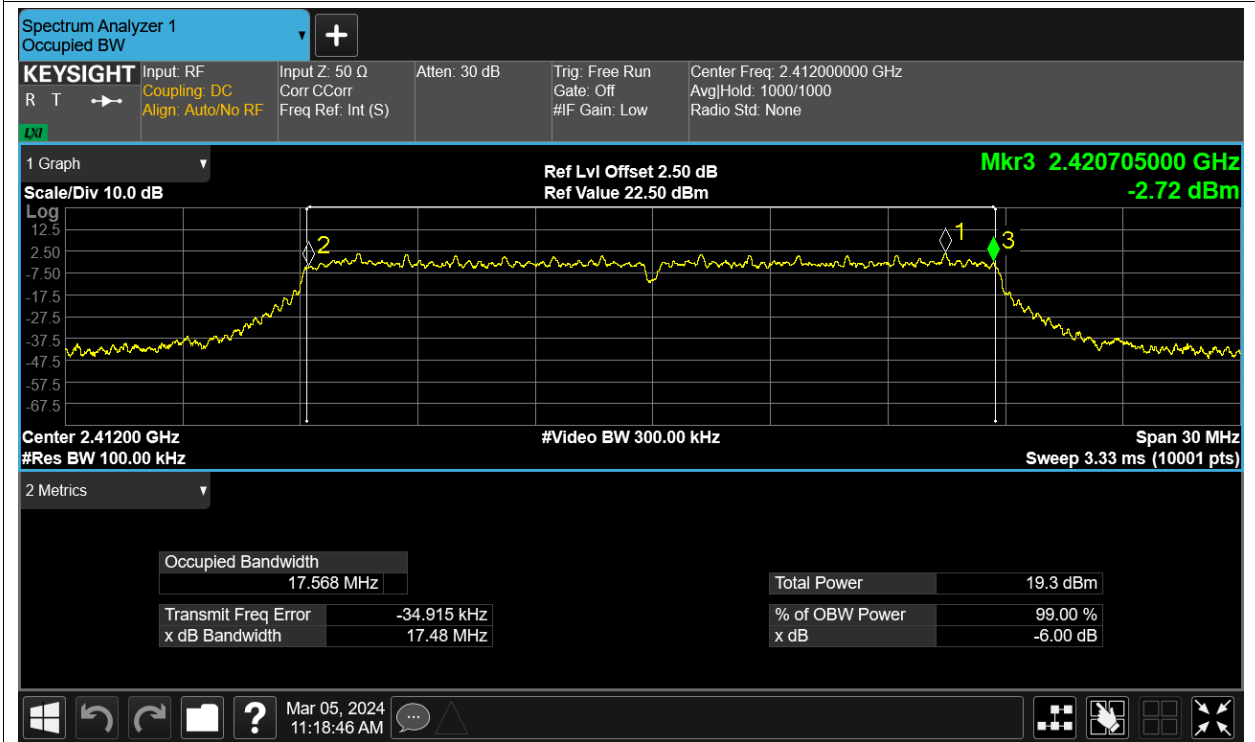 Spectrum Analyzer 1
Occupied BW
KEYSIGHT
R T
LXI
Input: RF
Coupling: DC
Align: Auto/No RF
Input Z: 50 Ω
Corr CCorr
Freq Ref: Int (S)
Atten: 30 dB
Trig: Free Run
Gate: Off
#IF Gain: Low
Center Freq: 2.412000000 GHz
Avg|Hold: 1000/1000
Radio Std: None
1 Graph
Scale/Div 10.0 dB
Ref Lvl Offset 2.50 dB
Ref Value 22.50 dBm
Mkr3 2.420705000 GHz
-2.72 dBm
Log
12.5
2.50
-7.50
-17.5
-27.5
-37.5
-47.5
-57.5
-67.5
2
1
3
Center 2.41200 GHz
#Res BW 100.00 kHz
#Video BW 300.00 kHz
Span 30 MHz
Sweep 3.33 ms (10001 pts)
2 Metrics
Occupied Bandwidth
17.568 MHz
Transmit Freq Error -34.915 kHz
x dB Bandwidth 17.48 MHz
Total Power 19.3 dBm
% of OBW Power 99.00 %
x dB -6.00 dB
?
Mar 05, 2024
11:18:46 AM